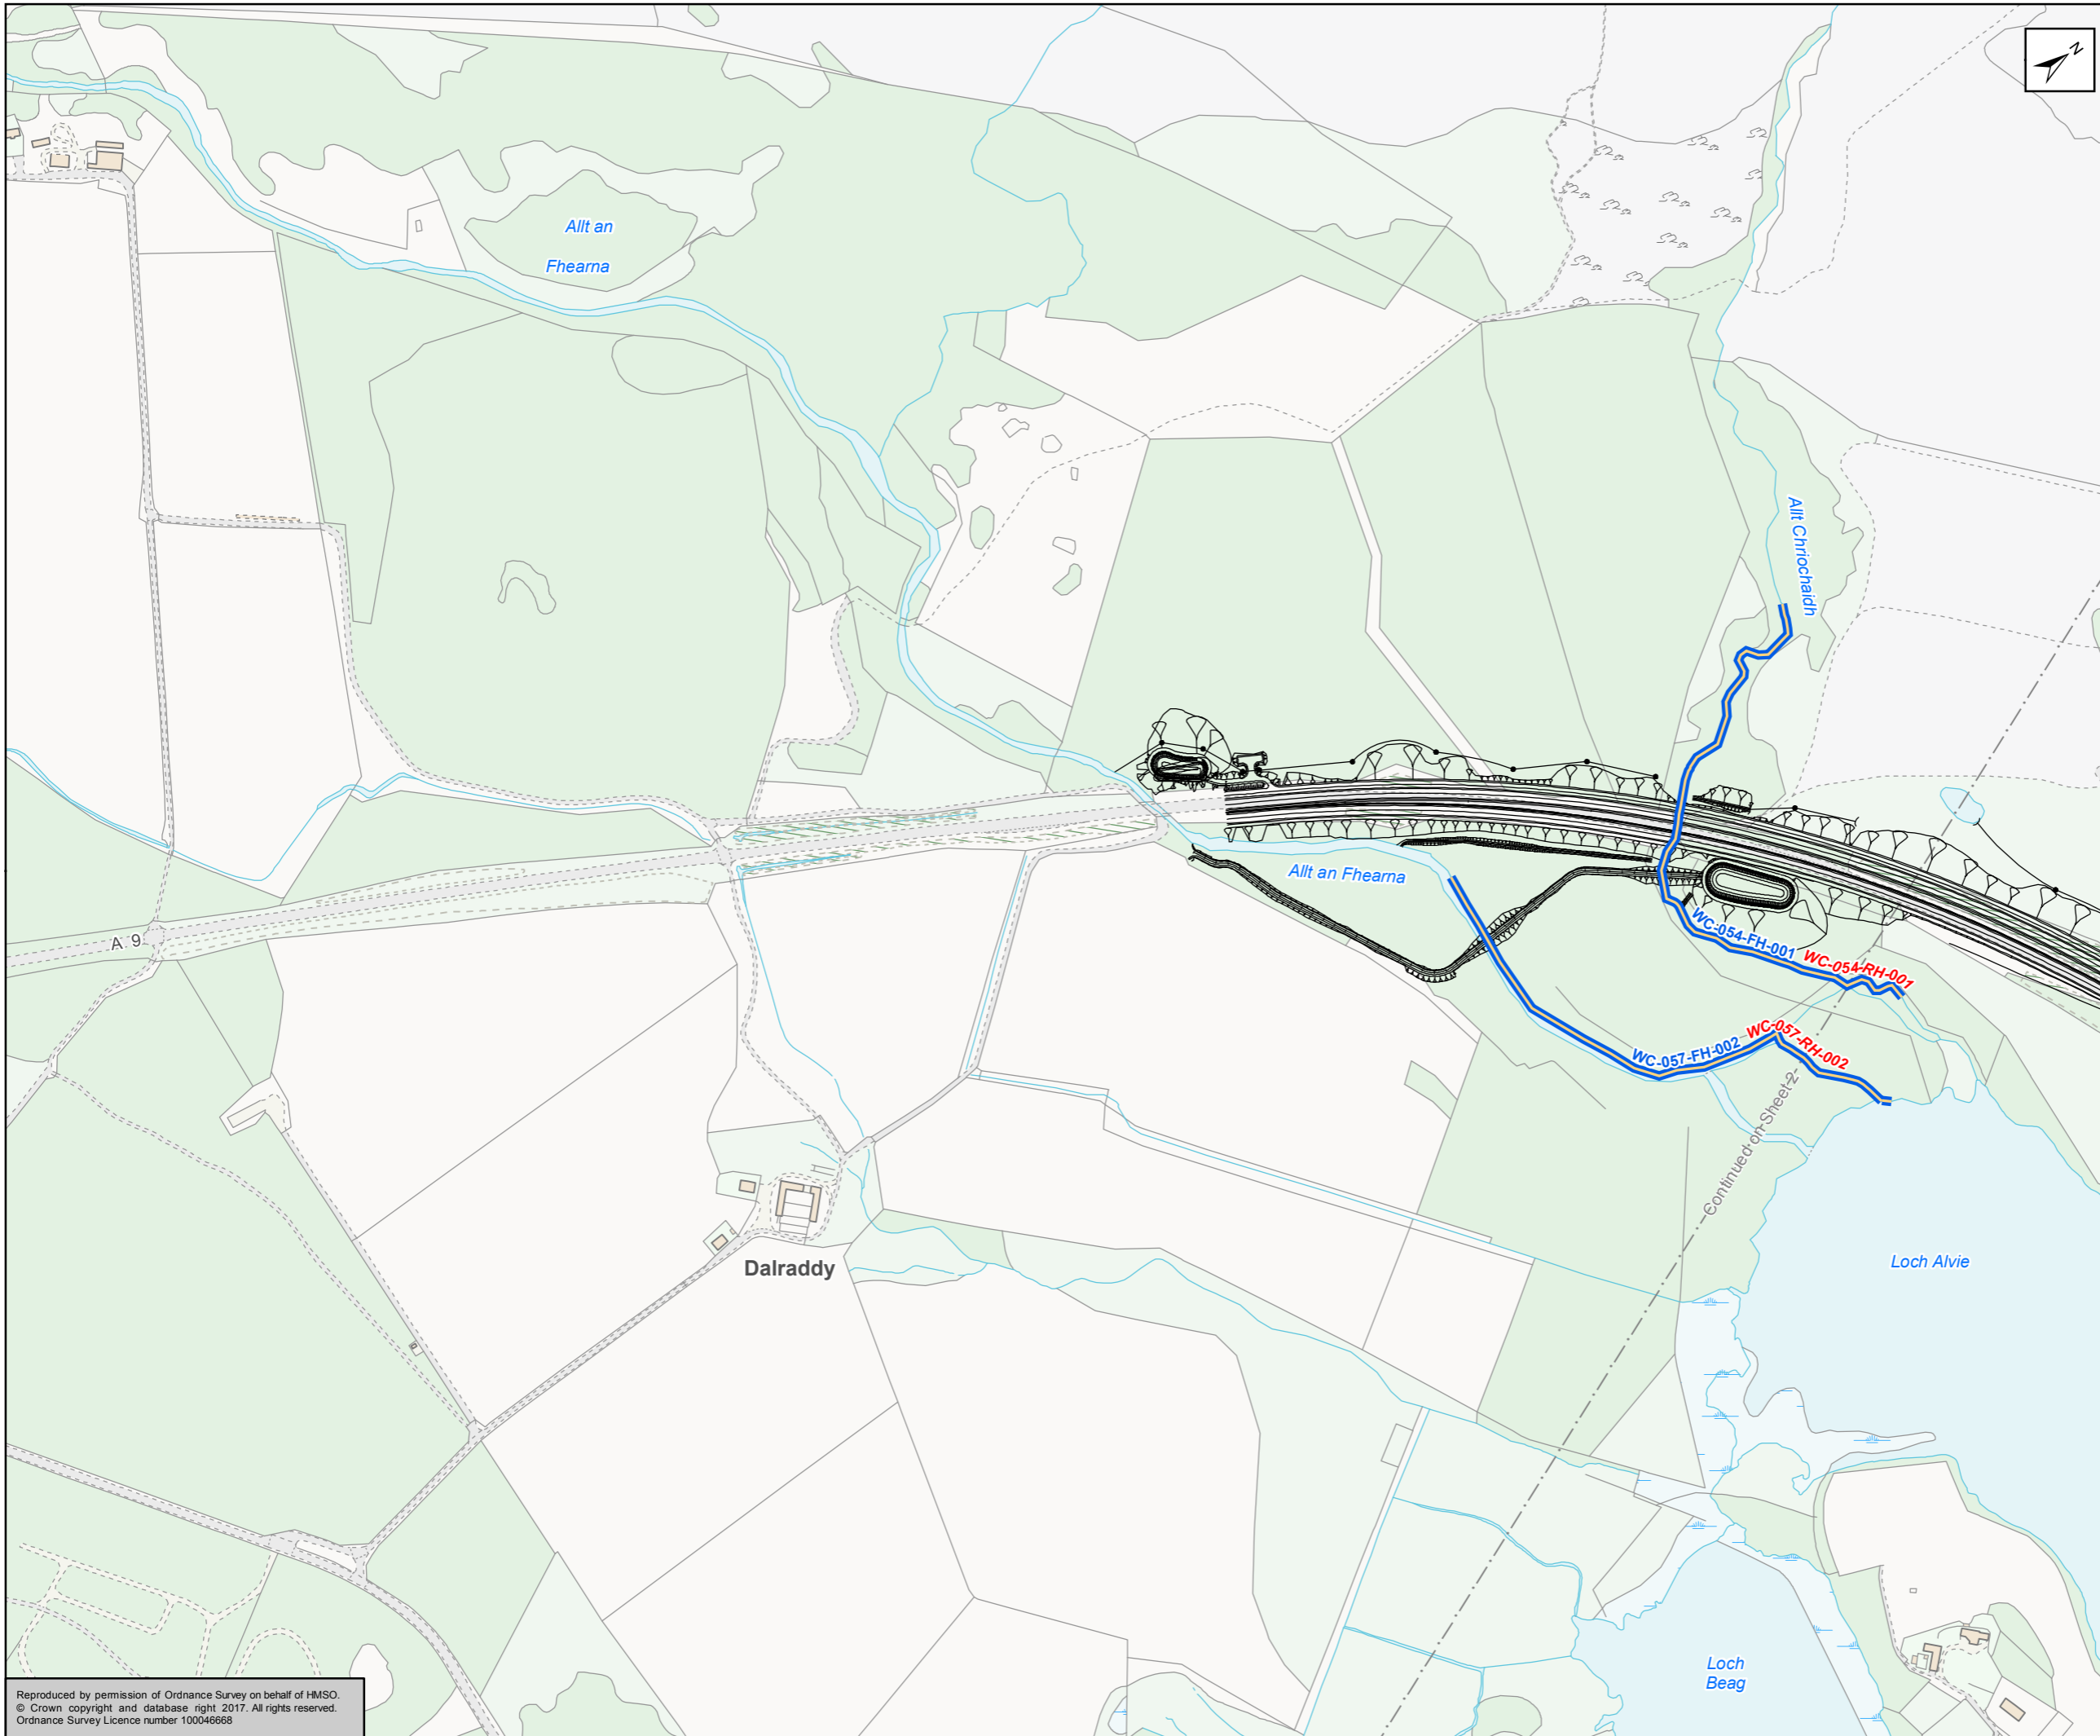 N
Allt an
Fhearna
Allt Chriochaidh
Allt an Fhearna
A 9
WC-054-FH-001
WC-054-RH-001
WC-057-FH-002
WC-057-RH-002
Continued on Sheet 2
Dalraddy
Loch Alvie
Loch
Beag
Reproduced by permission of Ordnance Survey on behalf of HMSO.
© Crown copyright and database right 2017. All rights reserved.
Ordnance Survey Licence number 100046668